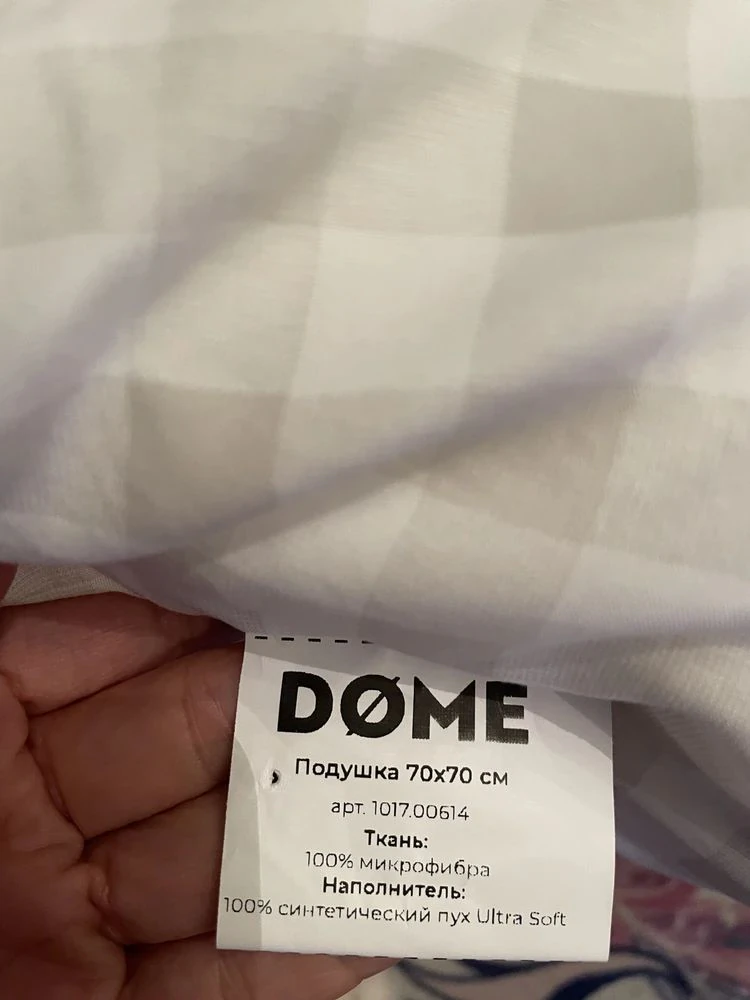 DØME
Подушка 70х70 см
арт. 1017.00614
Ткань:
100% микрофибра
Наполнитель:
100% синтетический пух Ultra Soft